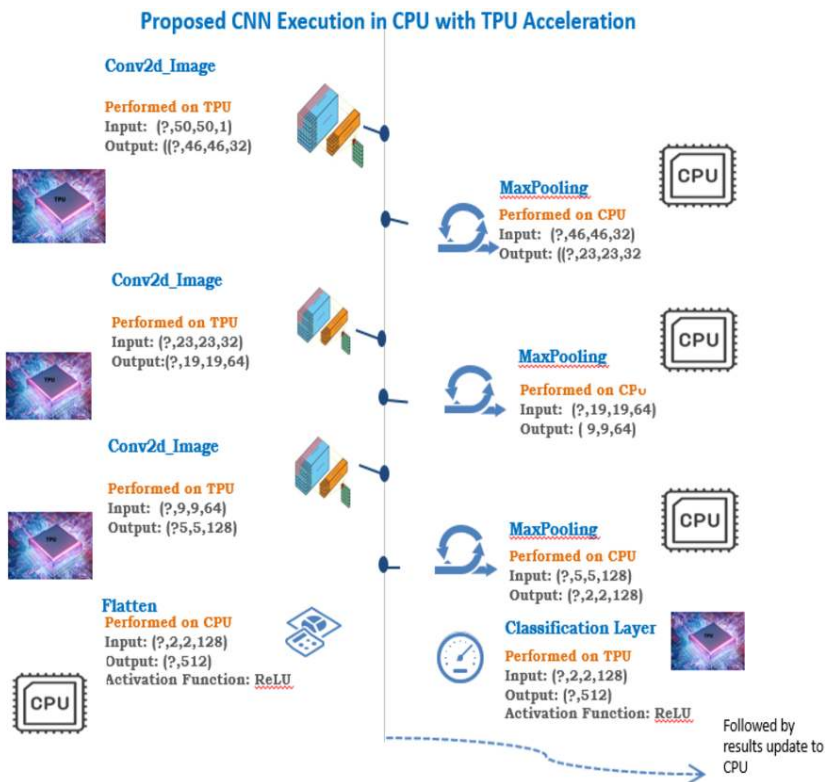 Proposed CNN Execution in CPU with TPU Acceleration
Conv2d_Image
Performed on TPU
Input: (?,50,50,1)
Output: ((?,46,46,32)
TPU
CPU
MaxPooling
Performed on CPU
Input: (?,46,46,32)
Output: ((?,23,23,32
Conv2d_Image
Performed on TPU
Input: (?,23,23,32)
Output:(?,19,19,64)
TPU
CPU
MaxPooling
Performed on CPU
Input: (?,19,19,64)
Output: ( 9,9,64)
Conv2d_Image
Performed on TPU
Input: (?,9,9,64)
Output: (?5,5,128)
TPU
CPU
MaxPooling
Performed on CPU
Input: (?,5,5,128)
Output: (?,2,2,128)
Flatten
Performed on CPU
Input: (?,2,2,128)
Output: (?,512)
Activation Function: ReLU
CPU
Classification Layer
Performed on TPU
Input: (?,2,2,128)
Output: (?,512)
Activation Function: ReLU
TPU
Followed by
results update to
CPU